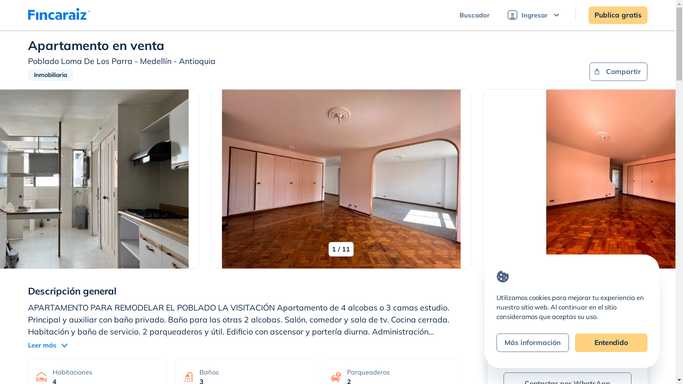 Fincaraiz
Buscador
Ingresar
Publica gratis
Apartamento en venta
Poblado Loma De Los Parra - Medellín - Antioquia
Inmobiliaria
Compartir
1 / 11
Descripción general
APARTAMENTO PARA REMODELAR EL POBLADO LA VISITACIÓN Apartamento de 4 alcobas o 3 camas estudio.
Principal y auxiliar con baño privado. Baño para las otras 2 alcobas. Salón, comedor y sala de tv. Cocina cerrada.
Habitación y baño de servicio. 2 parqueaderos y útil. Edificio con ascensor y portería diurna. Administración...
Leer más
Habitaciones
4
Baños
3
Parqueaderos
2
Utilizamos cookies para mejorar tu experiencia en
nuestro sitio web. Al continuar en el sitio
consideramos que aceptas su uso.
Más información
Entendido
Contactar por WhatsApp